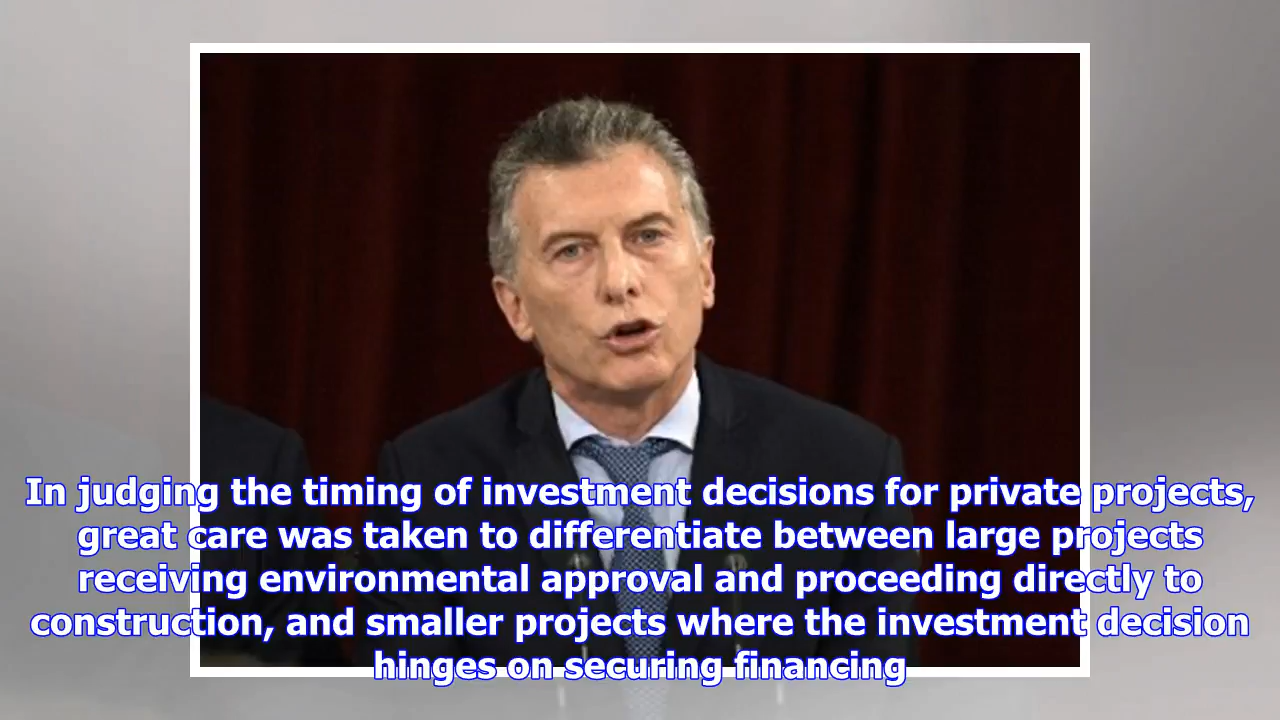 In judging the timing of investment decisions for private projects,
great care was taken to differentiate between large projects
receiving environmental approval and proceeding directly to
construction, and smaller projects where the investment decision
hinges on securing financing